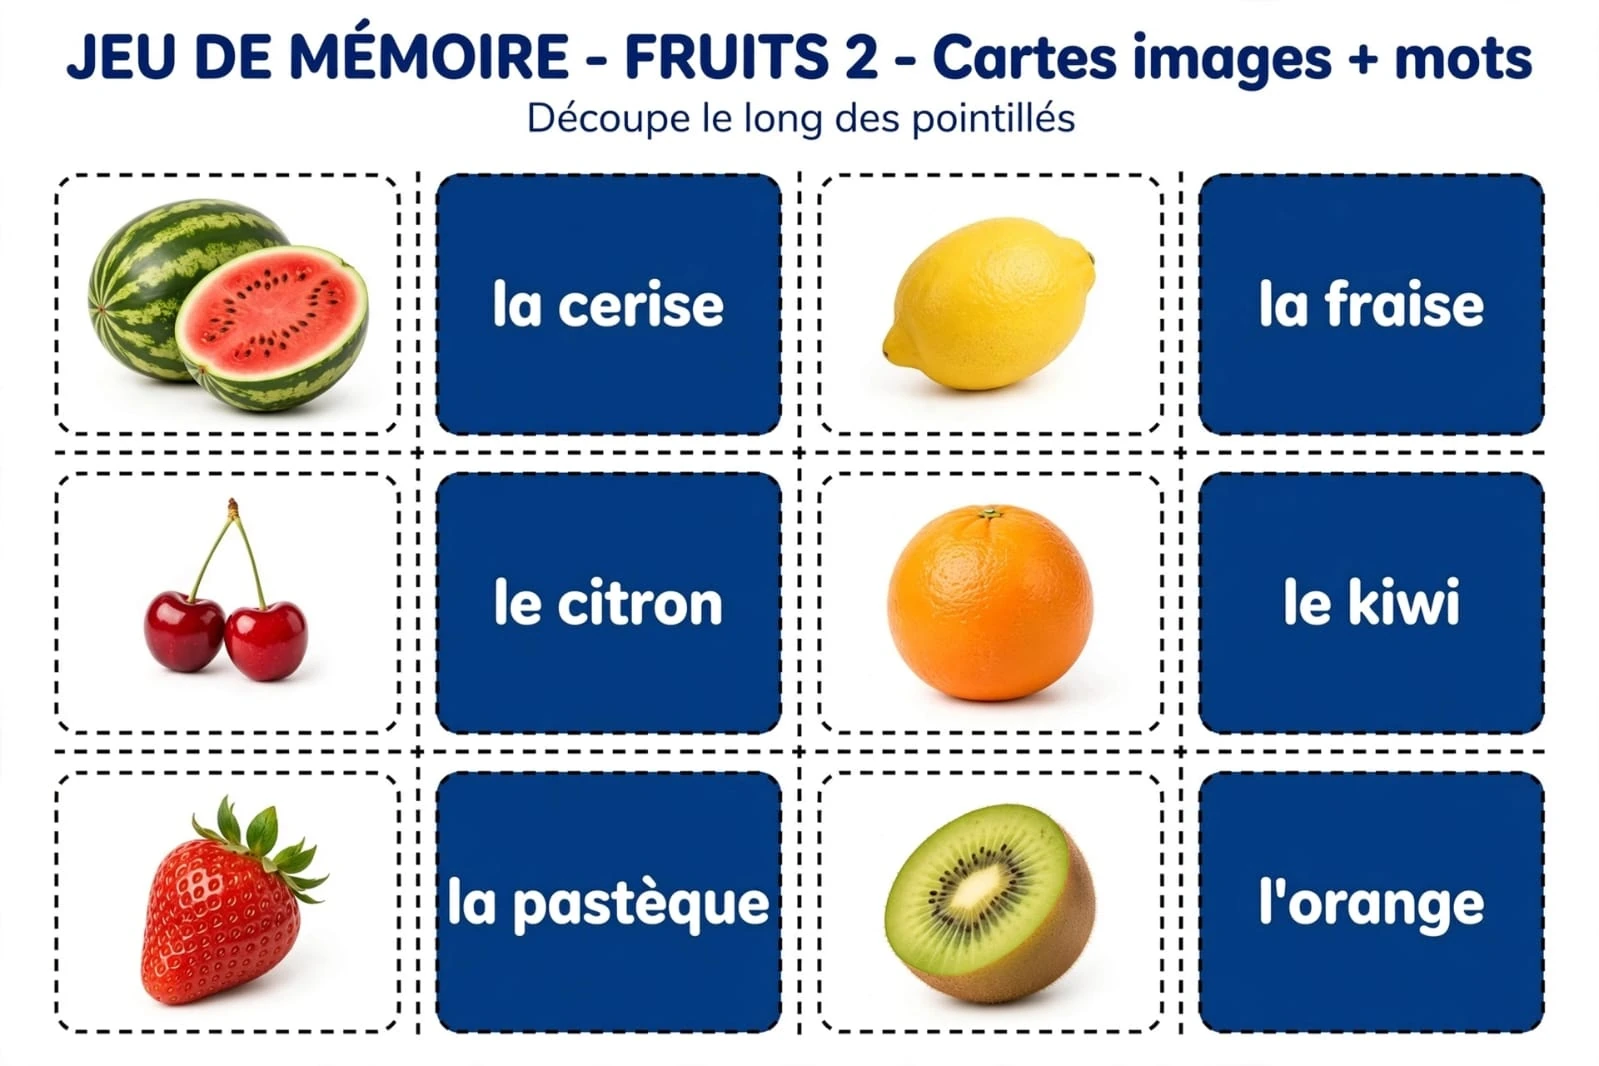 JEU DE MÉMOIRE - FRUITS 2 - Cartes images + mots
Découpe le long des pointillés
la cerise
la fraise
le citron
le kiwi
la pastèque
l'orange